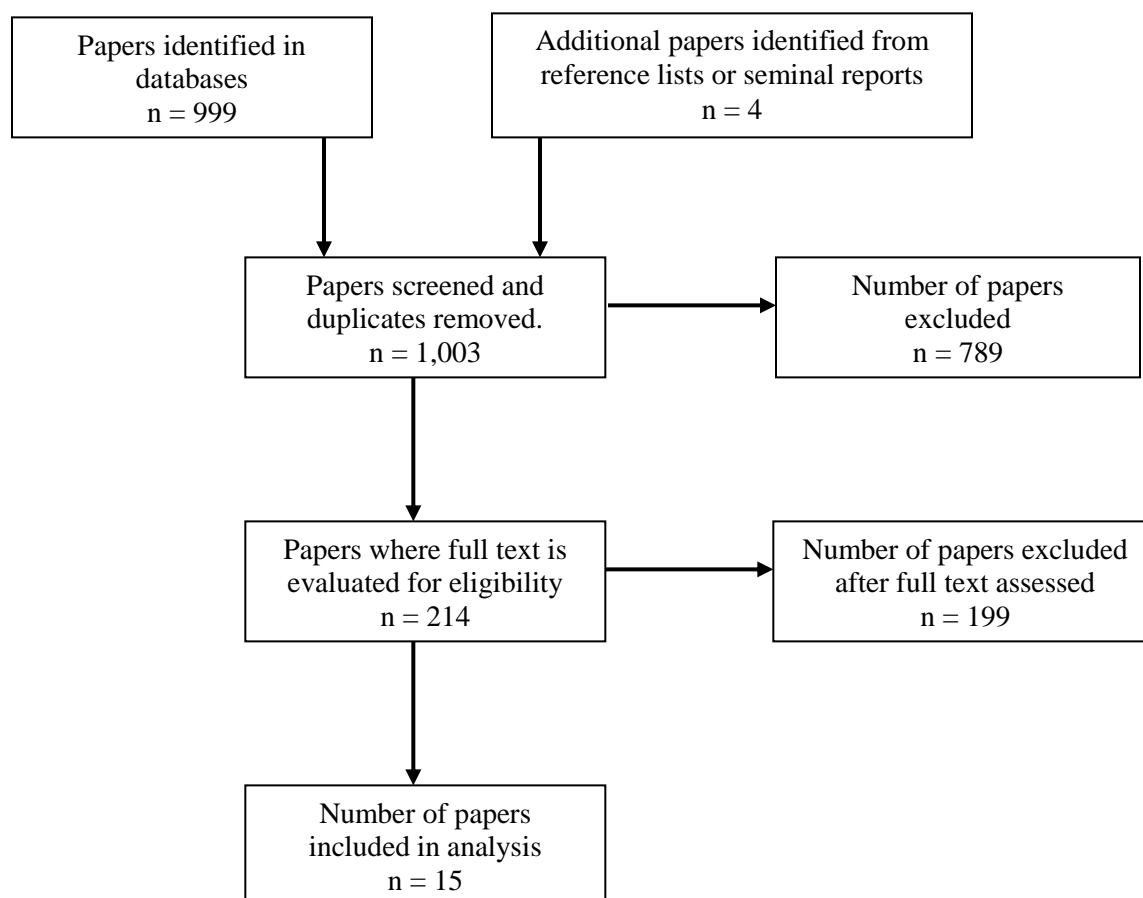 Papers identified in
databases
n = 999
Additional papers identified from
reference lists or seminal reports
n = 4
Papers screened and
duplicates removed.
n = 1,003
Number of papers
excluded
n = 789
Papers where full text is
evaluated for eligibility
n = 214
Number of papers excluded
after full text assessed
n = 199
Number of papers
included in analysis
n = 15